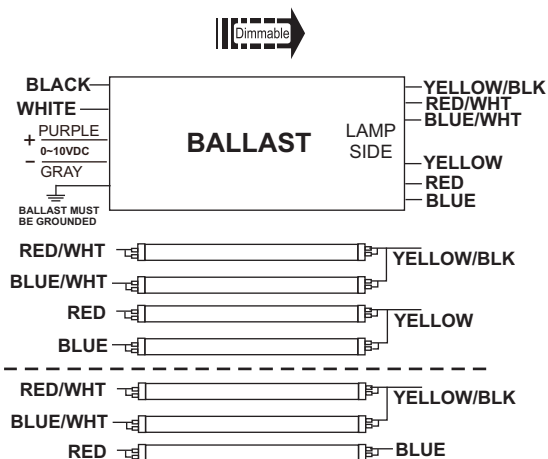 Dimmable
BLACK
WHITE
+ PURPLE
0~10VDC
− GRAY
BALLAST MUST
BE GROUNDED
BALLAST
LAMP
SIDE
YELLOW/BLK
RED/WHT
BLUE/WHT
YELLOW
RED
BLUE
RED/WHT
YELLOW/BLK
BLUE/WHT
RED
YELLOW
BLUE
RED/WHT
YELLOW/BLK
BLUE/WHT
RED
BLUE